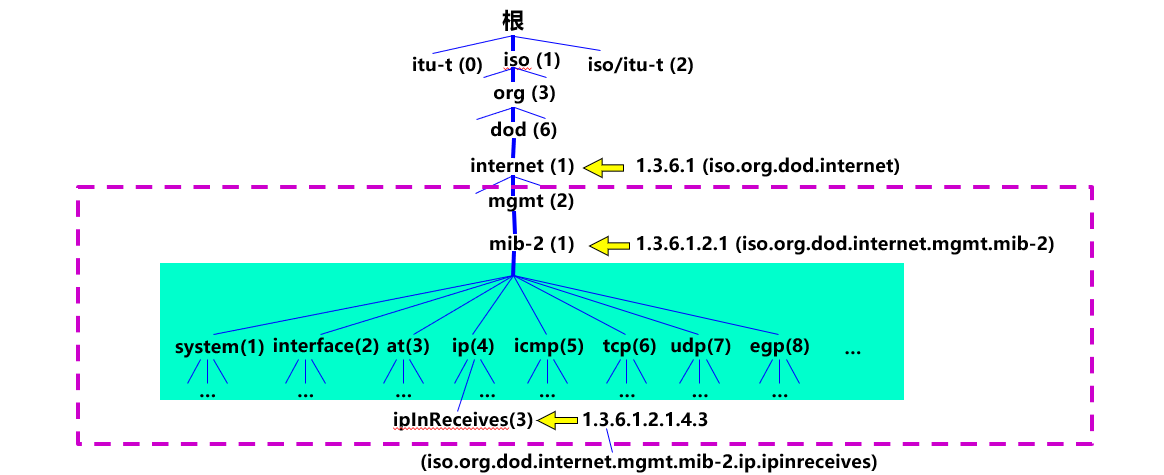 根
itu-t (0) iso (1) iso/itu-t (2)
org (3)
dod (6)
internet (1) 1.3.6.1 (iso.org.dod.internet)
mgmt (2)
mib-2 (1) 1.3.6.1.2.1 (iso.org.dod.internet.mgmt.mib-2)
system(1) interface(2) at(3) ip(4) icmp(5) tcp(6) udp(7) egp(8) ...
... ... ... ... ... ... ... ...
ipInReceives(3) 1.3.6.1.2.1.4.3
(iso.org.dod.internet.mgmt.mib-2.ip.ipinreceives)